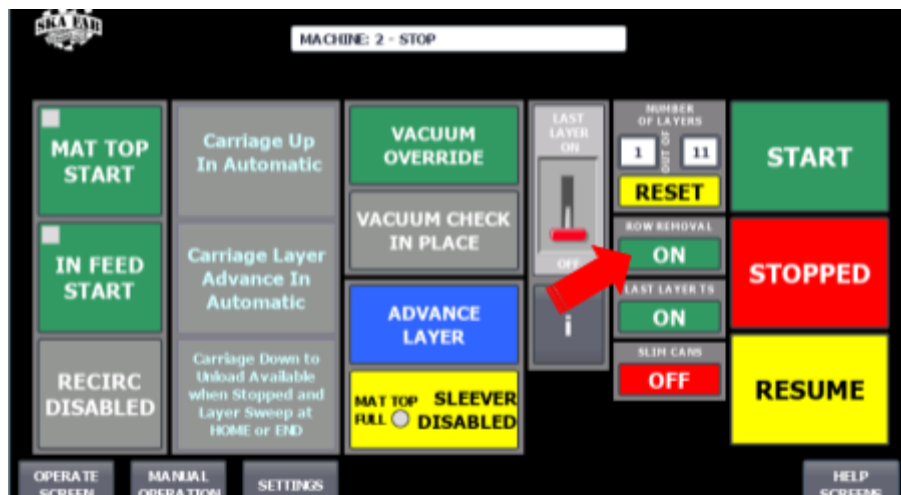 SKA FAB
MACHINE: 2 - STOP
MAT TOP
START
IN FEED
START
RECIRC
DISABLED
Carriage Up
In Automatic
Carriage Layer
Advance In
Automatic
Carriage Down to
Unload Available
when Stopped and
Layer Sweep at
HOME or END
VACUUM
OVERRIDE
VACUUM CHECK
IN PLACE
ADVANCE
LAYER
MAT TOP
FULL
SLEEVER
DISABLED
LAST
LAYER
ON
OFF
i
NUMBER
OF LAYERS
1
OUT OF
11
RESET
ROW REMOVAL
ON
LAST LAYER TS
ON
SLIM CANS
OFF
START
STOPPED
RESUME
OPERATE
SCREEN
MANUAL
OPERATION
SETTINGS
HELP
SCREENS